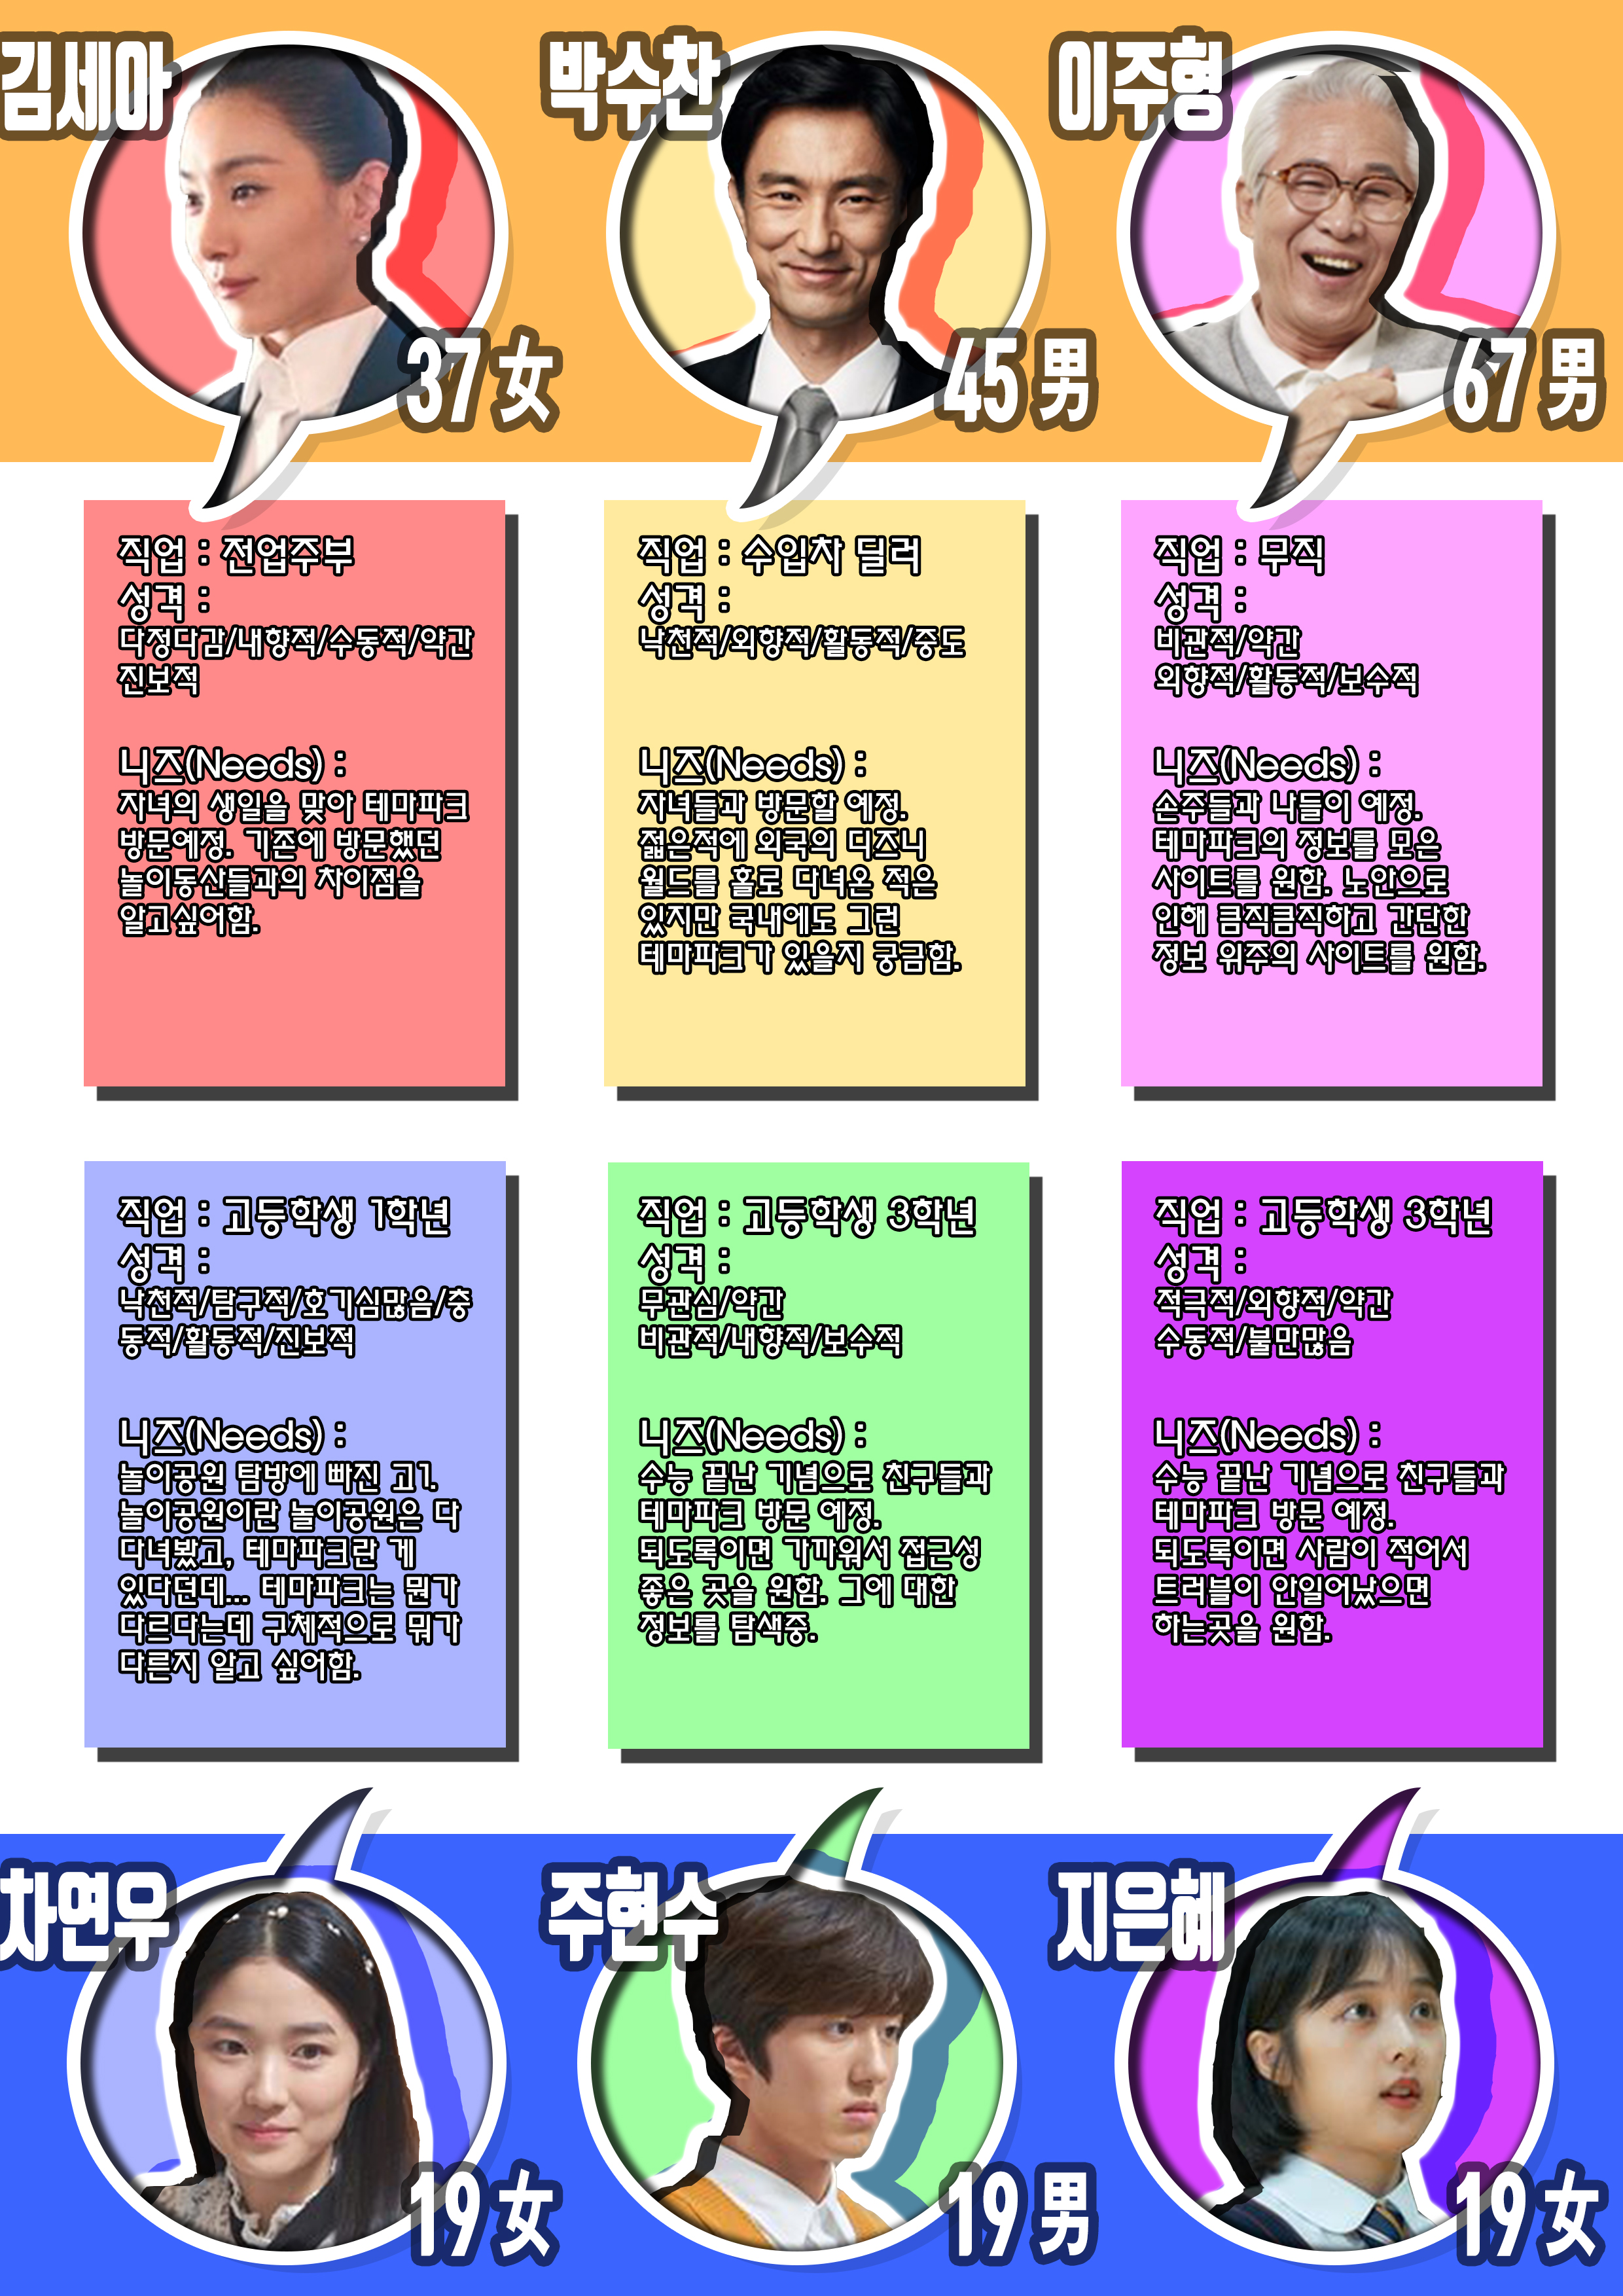 김세아
37 女
박수찬
45 男
이주형
67 男
직업 : 전업주부
성격 :
다정다감/내향적/수동적/약간
진보적
니즈(Needs) :
자녀의 생일을 맞아 테마파크
방문예정. 기존에 방문했던
놀이동산들과의 차이점을
알고싶어함.
직업 : 수입차 딜러
성격 :
낙천적/외향적/활동적/중도
니즈(Needs) :
자녀들과 방문할 예정.
젊은적에 외국의 디즈니
월드를 홀로 다녀온 적은
있지만 국내에도 그런
테마파크가 있을지 궁금함.
직업 : 무직
성격 :
비관적/약간
외향적/활동적/보수적
니즈(Needs) :
손주들과 나들이 예정.
테마파크의 정보를 모은
사이트를 원함. 노안으로
인해 큼직큼직하고 간단한
정보 위주의 사이트를 원함.
직업 : 고등학생 1학년
성격 :
낙천적/탐구적/호기심많음/충
동적/활동적/진보적
니즈(Needs) :
놀이공원 탐방에 빠진 고1.
놀이공원이란 놀이공원은 다
다녀봤고, 테마파크란 게
있다던데... 테마파크는 뭔가
다르다는데 구체적으로 뭐가
다른지 알고 싶어함.
직업 : 고등학생 3학년
성격 :
무관심/약간
비관적/내향적/보수적
니즈(Needs) :
수능 끝난 기념으로 친구들과
테마파크 방문 예정.
되도록이면 가까워서 접근성
좋은 곳을 원함. 그에 대한
정보를 탐색중.
직업 : 고등학생 3학년
성격 :
적극적/외향적/약간
수동적/불만많음
니즈(Needs) :
수능 끝난 기념으로 친구들과
테마파크 방문 예정.
되도록이면 사람이 적어서
트러블이 안일어났으면
하는곳을 원함.
차연우
19 女
주현수
19 男
지은혜
19 女